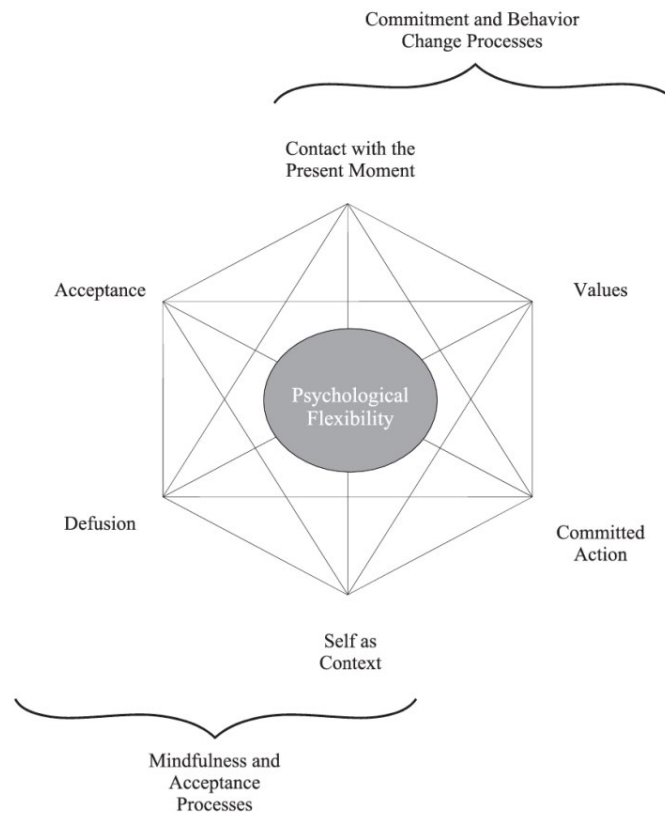 Commitment and Behavior
Change Processes
Contact with the
Present Moment
Acceptance
Values
Psychological
Flexibility
Defusion
Committed
Action
Self as
Context
Mindfulness and
Acceptance
Processes